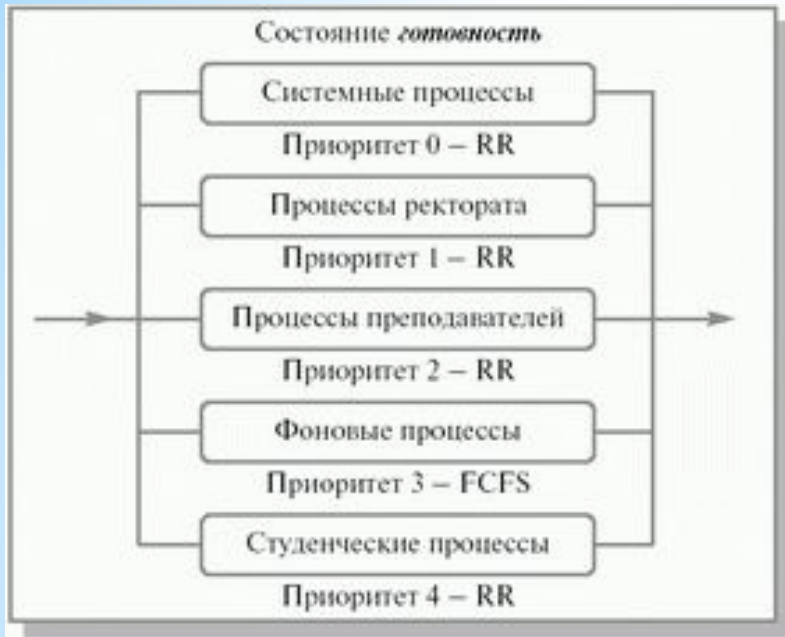 Состояние готовность
Системные процессы
Приоритет 0 – RR
Процессы ректората
Приоритет 1 – RR
Процессы преподавателей
Приоритет 2 – RR
Фоновые процессы
Приоритет 3 – FCFS
Студенческие процессы
Приоритет 4 – RR